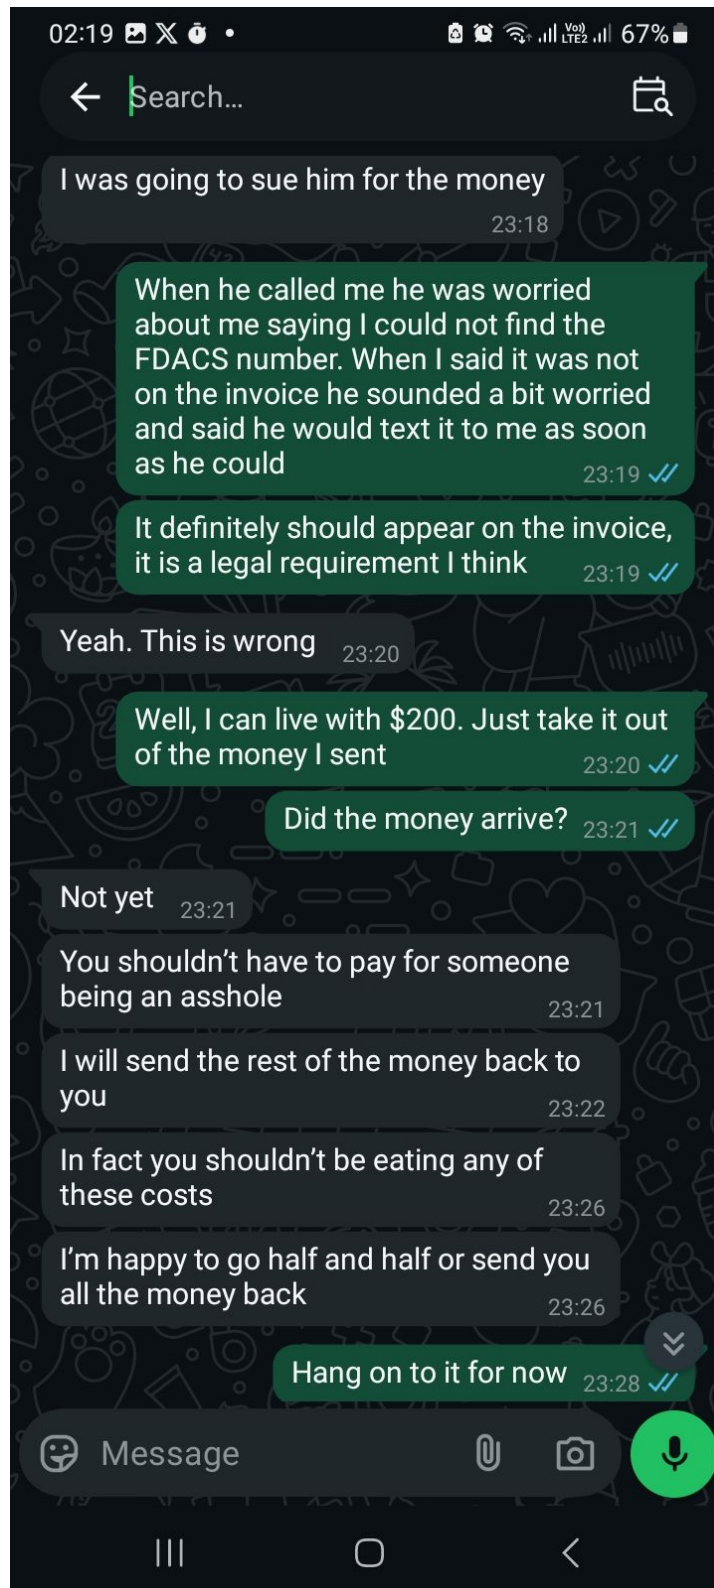 02:19 67%
Vo)) LTE2
Search...
I was going to sue him for the money
23:18
When he called me he was worried
about me saying I could not find the
FDACS number. When I said it was not
on the invoice he sounded a bit worried
and said he would text it to me as soon
as he could 23:19
It definitely should appear on the invoice,
it is a legal requirement I think 23:19
Yeah. This is wrong 23:20
Well, I can live with $200. Just take it out
of the money I sent 23:20
Did the money arrive? 23:21
Not yet 23:21
You shouldn’t have to pay for someone
being an asshole 23:21
I will send the rest of the money back to
you 23:22
In fact you shouldn’t be eating any of
these costs 23:26
I’m happy to go half and half or send you
all the money back 23:26
Hang on to it for now 23:28
Message